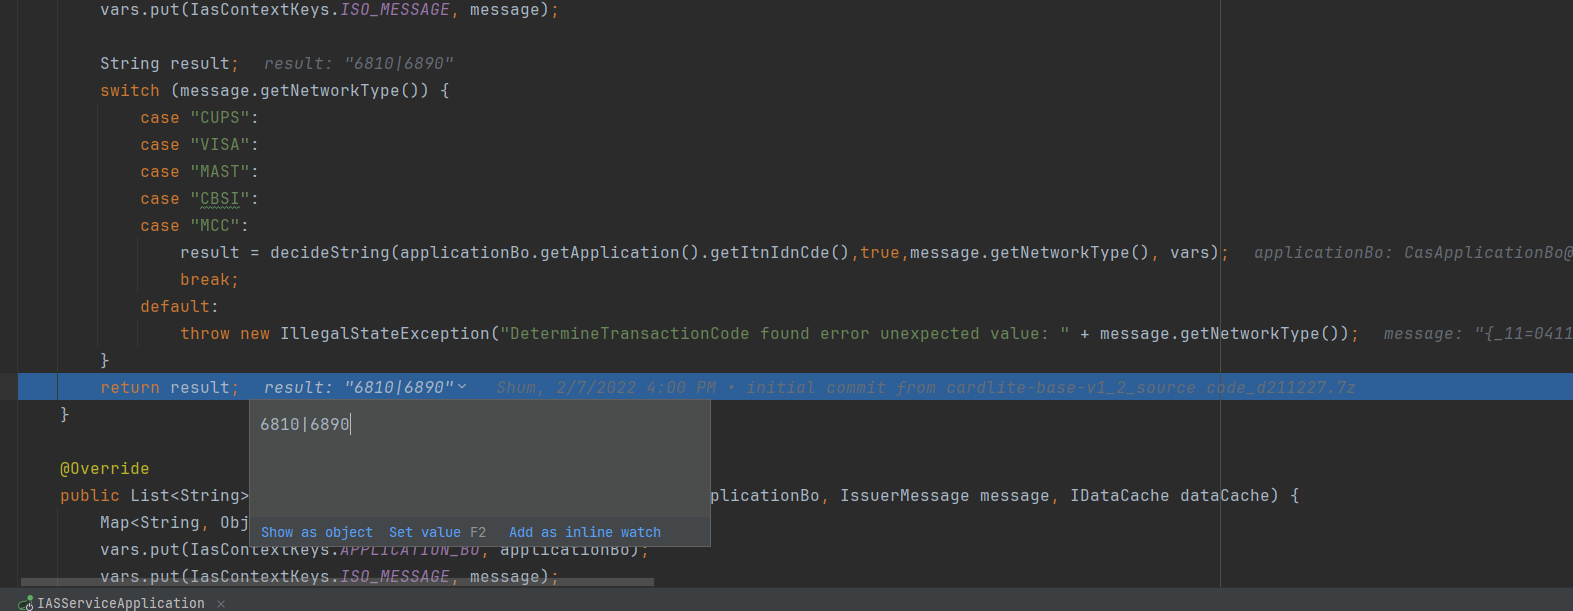 vars.put(IasContextKeys.ISO_MESSAGE, message);
String result; result: "6810|6890"
switch (message.getNetworkType()) {
case "CUPS":
case "VISA":
case "MAST":
case "CBSI":
case "MCC":
result = decideString(applicationBo.getApplication().getItnIdnCde(),true,message.getNetworkType(), vars); applicationBo: CasApplicationBo@
break;
default:
throw new IllegalStateException("DetermineTransactionCode found error unexpected value: " + message.getNetworkType()); message: "{_11=0411
}
return result; result: "6810|6890" Shum, 2/7/2022 4:00 PM • initial commit from cardlite-base-v1_2_source code_d211227.7z
}
6810|6890
@Override
public List<String> plicationBo, IssuerMessage message, IDataCache dataCache) {
Map<String, Obj
Show as object Set value F2 Add as inline watch
vars.put(IasContextKeys.APPLICATION_BO, applicationBo);
vars.put(IasContextKeys.ISO_MESSAGE, message);
IASServiceApplication ×